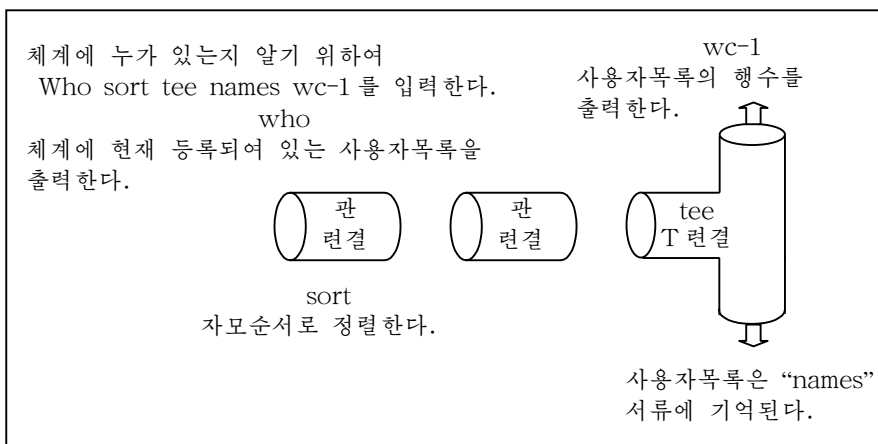 체계에 누가 있는지 알기 위하여
Who sort tee names wc-1 를 입력한다.
who
체계에 현재 등록되여 있는 사용자목록을
출력한다.
wc-1
사용자목록의 행수를
출력한다.
관
련결
관
련결
tee
T 련결
sort
자모순서로 정렬한다.
사용자목록은 “names”
서류에 기억된다.